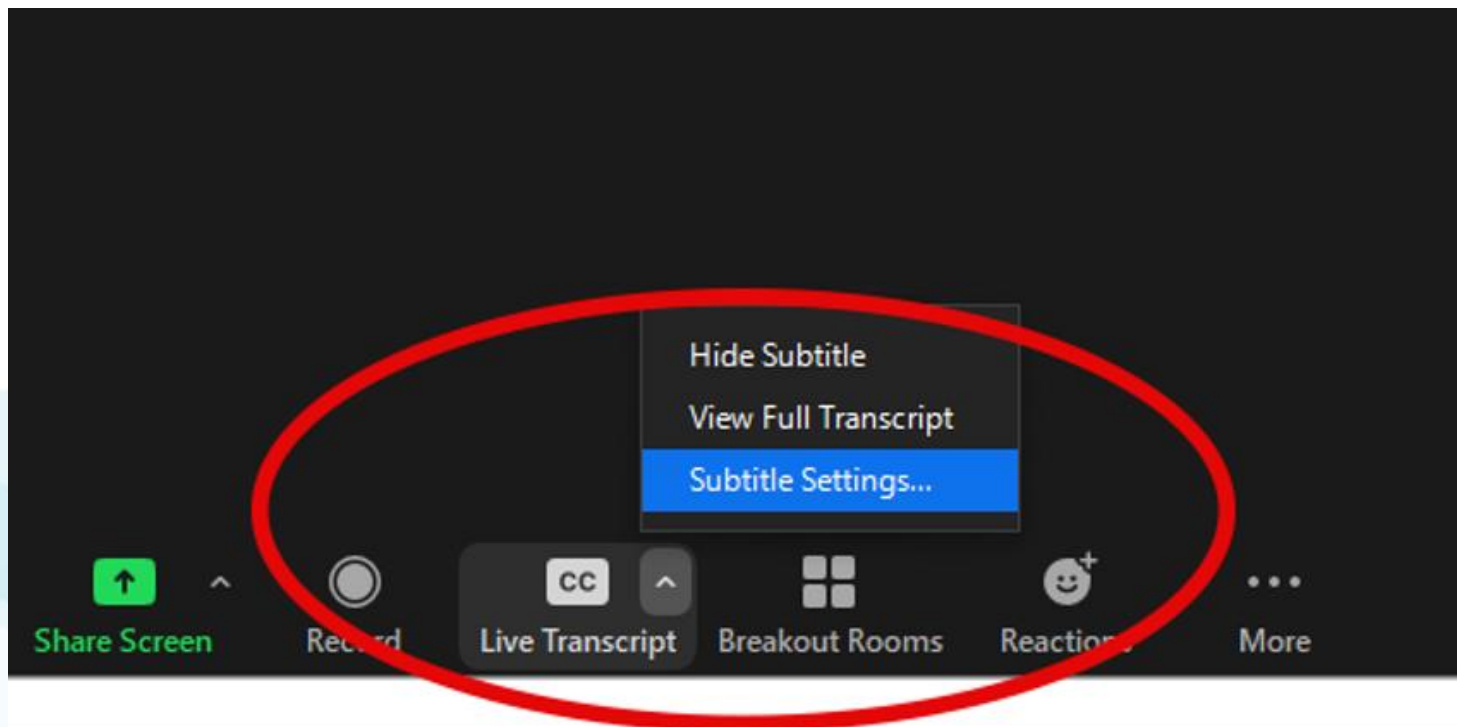 Hide Subtitle
View Full Transcript
Subtitle Settings...
CC
Share Screen
Record
Live Transcript
Breakout Rooms
Reactions
More